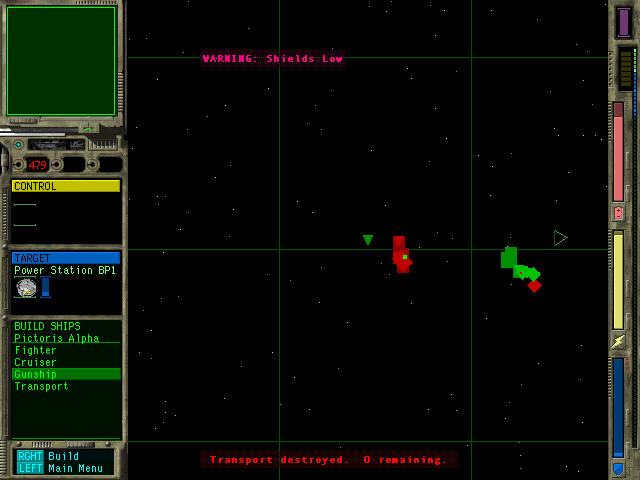 WARNING: Shields Low
479
CONTROL
TARGET
Power Station BP1
BUILD SHIPS
Pictoris Alpha
Fighter
Cruiser
Gunship
Transport
RGHT Build
LEFT Main Menu
Transport destroyed. 0 remaining.